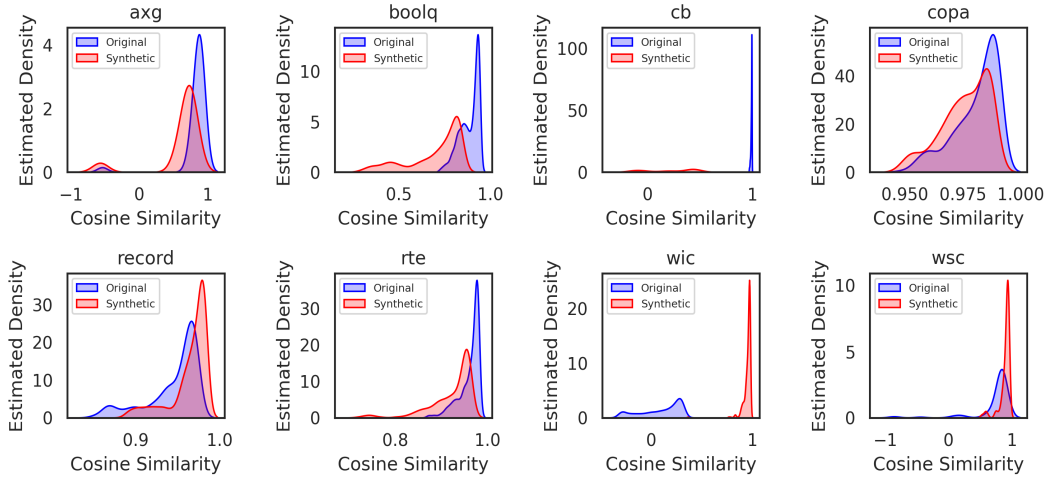 axg
Estimated Density
4
2
0
Original
Synthetic
−1 0 1
Cosine Similarity
boolq
Estimated Density
10
5
0
Original
Synthetic
0.5 1.0
Cosine Similarity
cb
Estimated Density
100
50
0
Original
Synthetic
0 1
Cosine Similarity
copa
Estimated Density
40
20
0
Original
Synthetic
0.950 0.975 1.000
Cosine Similarity
record
Estimated Density
30
20
10
0
Original
Synthetic
0.9 1.0
Cosine Similarity
rte
Estimated Density
30
20
10
0
Original
Synthetic
0.8 1.0
Cosine Similarity
wic
Estimated Density
20
10
0
Original
Synthetic
0 1
Cosine Similarity
wsc
Estimated Density
10
5
0
Original
Synthetic
−1 0 1
Cosine Similarity